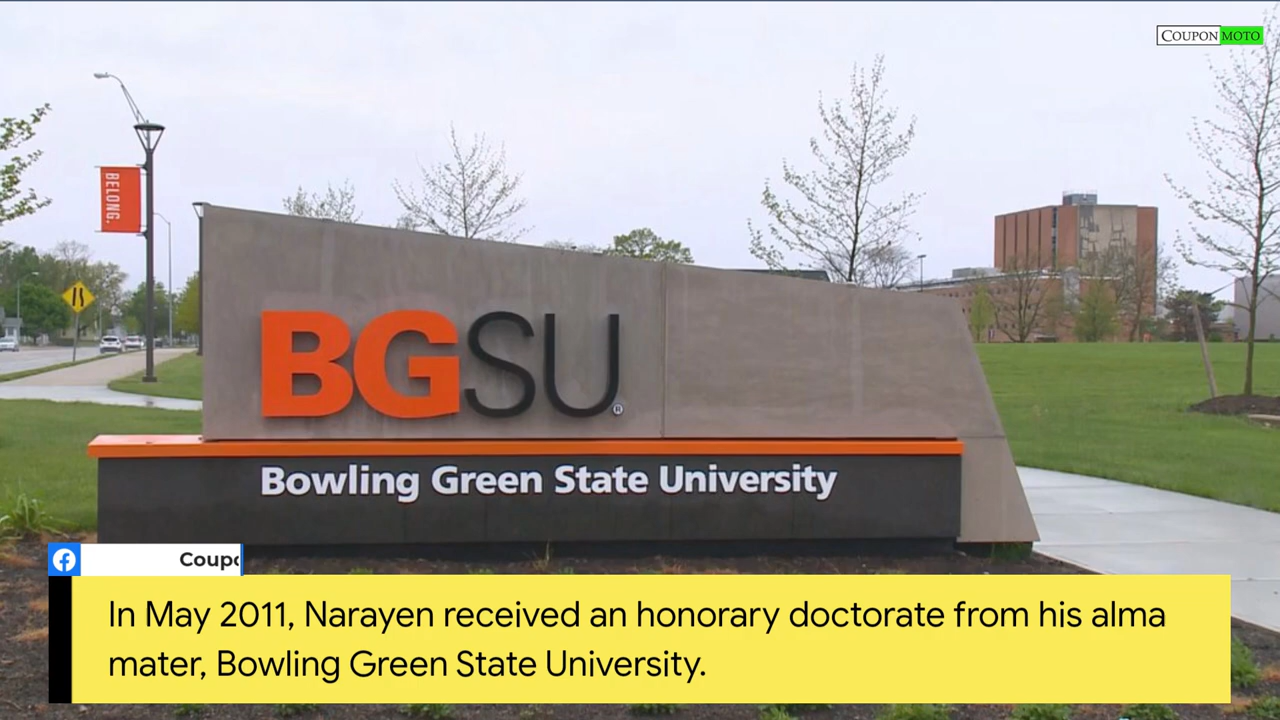 COUPON MOTO
BELONG.
BGSU®
Bowling Green State University
Coupo
In May 2011, Narayen received an honorary doctorate from his alma
mater, Bowling Green State University.